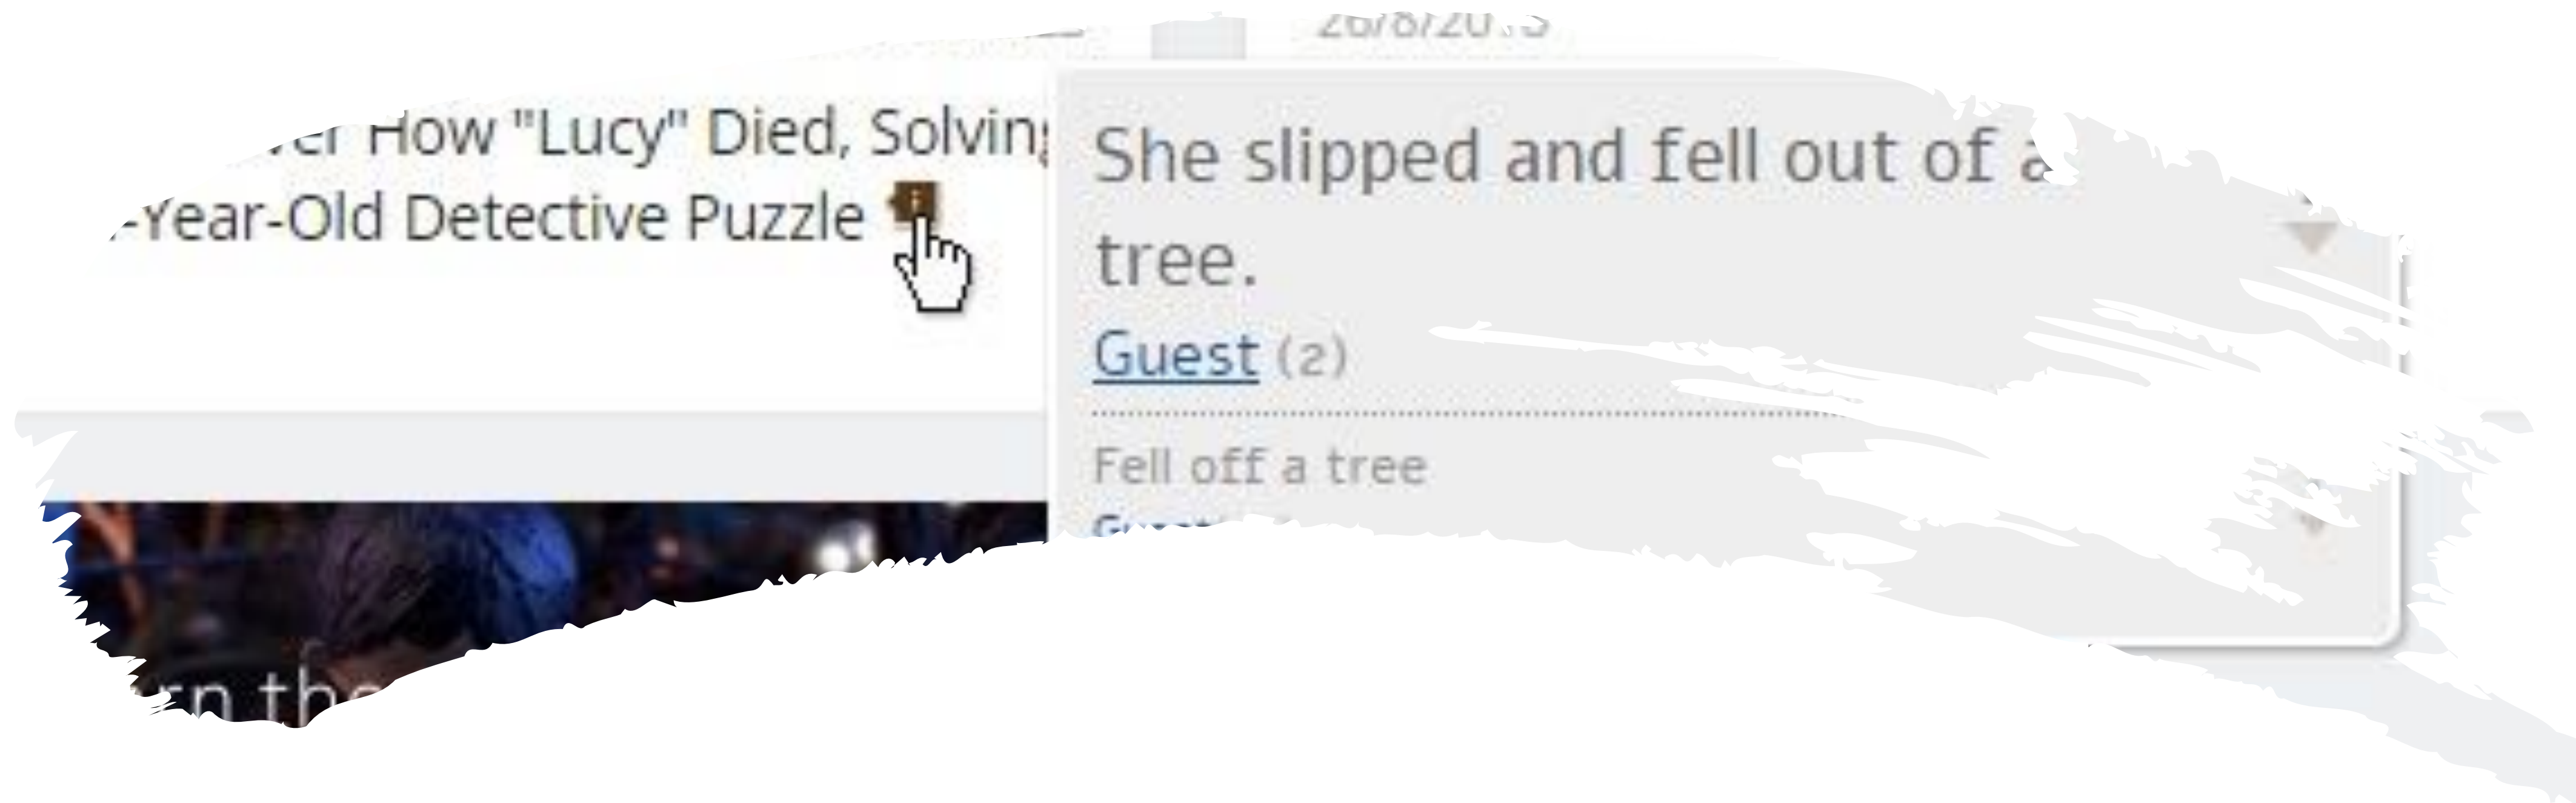 How "Lucy" Died, Solving
-Year-Old Detective Puzzle
She slipped and fell out of a
tree.
Guest (2)
Fell off a tree